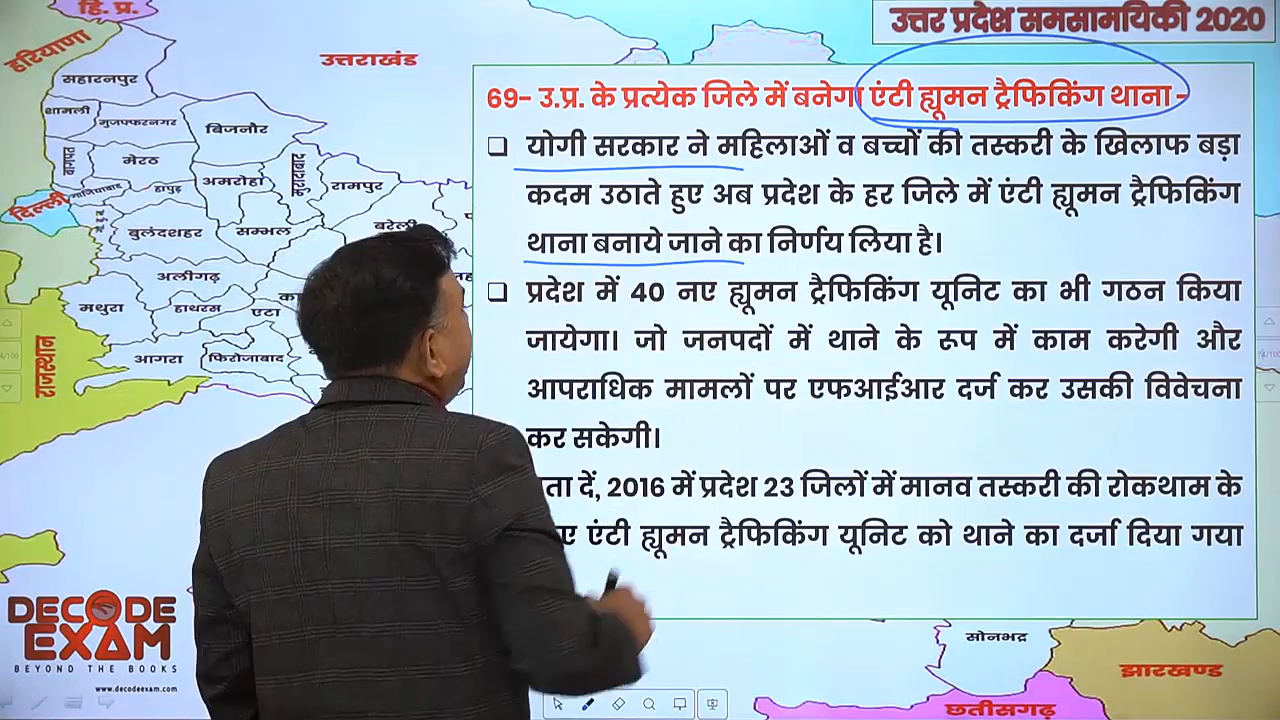 हि. प्र.
हरियाणा
उत्तराखंड
उत्तर प्रदेश समसामयिकी 2020
सहारनपुर
शामली
मुजफ्फरनगर
बिजनौर
बागपत
मेरठ
मुरादाबाद
अमरोहा
रामपुर
गाजियाबाद
हापुड़
दिल्ली
बुलंदशहर
सम्भल
बरेली
अलीगढ़
मथुरा
हाथरस
एटा
का
राजस्थान
आगरा
फिरोजाबाद
69- उ.प्र. के प्रत्येक जिले में बनेगा एंटी ह्यूमन ट्रैफिकिंग थाना -
योगी सरकार ने महिलाओं व बच्चों की तस्करी के खिलाफ बड़ा
कदम उठाते हुए अब प्रदेश के हर जिले में एंटी ह्यूमन ट्रैफिकिंग
थाना बनाये जाने का निर्णय लिया है।
प्रदेश में 40 नए ह्यूमन ट्रैफिकिंग यूनिट का भी गठन किया
जायेगा। जो जनपदों में थाने के रूप में काम करेगी और
आपराधिक मामलों पर एफआईआर दर्ज कर उसकी विवेचना
कर सकेगी।
ता दें, 2016 में प्रदेश 23 जिलों में मानव तस्करी की रोकथाम के
ए एंटी ह्यूमन ट्रैफिकिंग यूनिट को थाने का दर्जा दिया गया
सोनभद्र
झारखण्ड
छतीसगढ़
DECODE
EXAM
BEYOND THE BOOKS
www.decodeexam.com